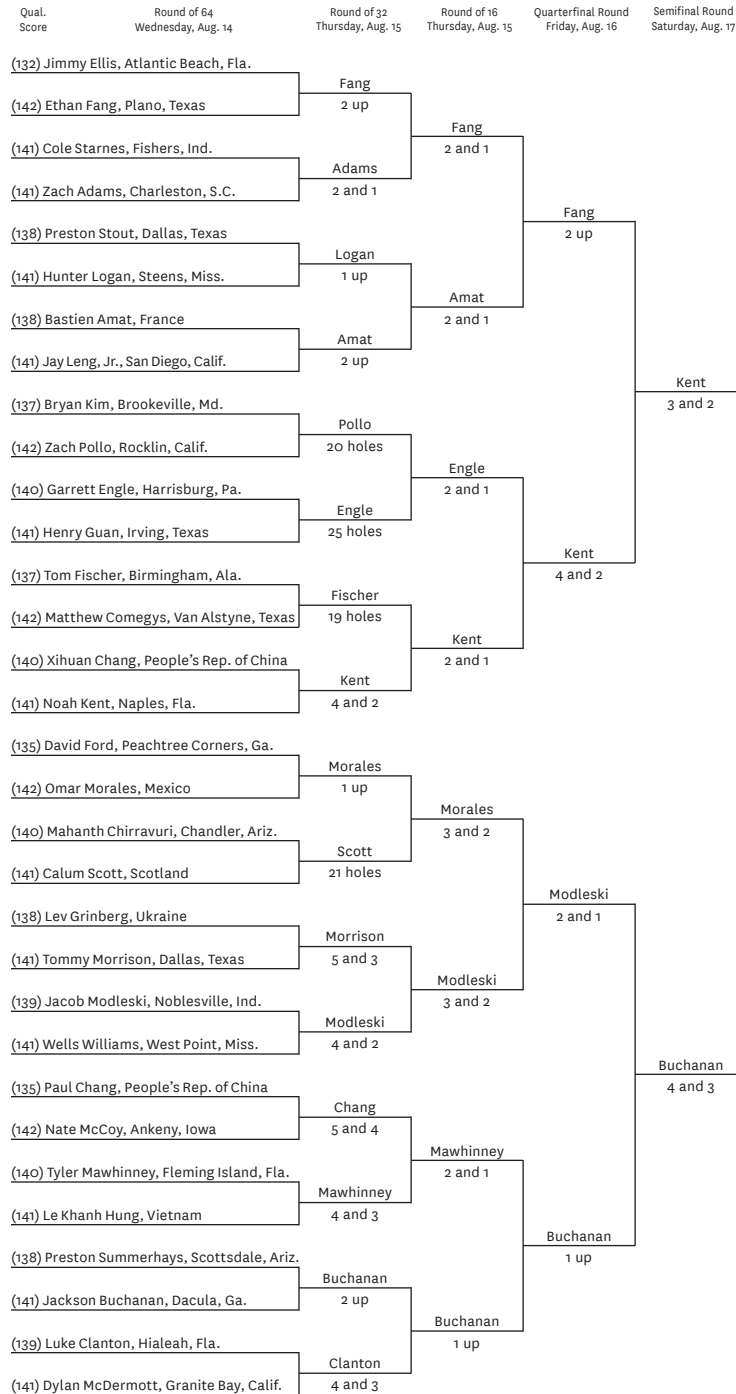 Qual.
Score
Round of 64
Wednesday, Aug. 14
Round of 32
Thursday, Aug. 15
Round of 16
Thursday, Aug. 15
Quarterfinal Round
Friday, Aug. 16
Semifinal Round
Saturday, Aug. 17
(132) Jimmy Ellis, Atlantic Beach, Fla.
(142) Ethan Fang, Plano, Texas
(141) Cole Starnes, Fishers, Ind.
(141) Zach Adams, Charleston, S.C.
(138) Preston Stout, Dallas, Texas
(141) Hunter Logan, Steens, Miss.
(138) Bastien Amat, France
(141) Jay Leng, Jr., San Diego, Calif.
(137) Bryan Kim, Brookeville, Md.
(142) Zach Pollo, Rocklin, Calif.
(140) Garrett Engle, Harrisburg, Pa.
(141) Henry Guan, Irving, Texas
(137) Tom Fischer, Birmingham, Ala.
(142) Matthew Comegys, Van Alstyne, Texas
(140) Xihuan Chang, People's Rep. of China
(141) Noah Kent, Naples, Fla.
(135) David Ford, Peachtree Corners, Ga.
(142) Omar Morales, Mexico
(140) Mahanth Chirravuri, Chandler, Ariz.
(141) Calum Scott, Scotland
(138) Lev Grinberg, Ukraine
(141) Tommy Morrison, Dallas, Texas
(139) Jacob Modleski, Noblesville, Ind.
(141) Wells Williams, West Point, Miss.
(135) Paul Chang, People's Rep. of China
(142) Nate McCoy, Ankeny, Iowa
(140) Tyler Mawhinney, Fleming Island, Fla.
(141) Le Khanh Hung, Vietnam
(138) Preston Summerhays, Scottsdale, Ariz.
(141) Jackson Buchanan, Dacula, Ga.
(139) Luke Clanton, Hialeah, Fla.
(141) Dylan McDermott, Granite Bay, Calif.
Fang
2 up
Adams
2 and 1
Logan
1 up
Amat
2 up
Pollo
20 holes
Engle
25 holes
Fischer
19 holes
Kent
4 and 2
Morales
1 up
Scott
21 holes
Morrison
5 and 3
Modleski
4 and 2
Chang
5 and 4
Mawhinney
4 and 3
Buchanan
2 up
Clanton
4 and 3
Fang
2 and 1
Amat
2 and 1
Engle
2 and 1
Kent
2 and 1
Morales
3 and 2
Modleski
3 and 2
Mawhinney
2 and 1
Buchanan
1 up
Fang
2 up
Kent
4 and 2
Modleski
2 and 1
Buchanan
1 up
Kent
3 and 2
Buchanan
4 and 3